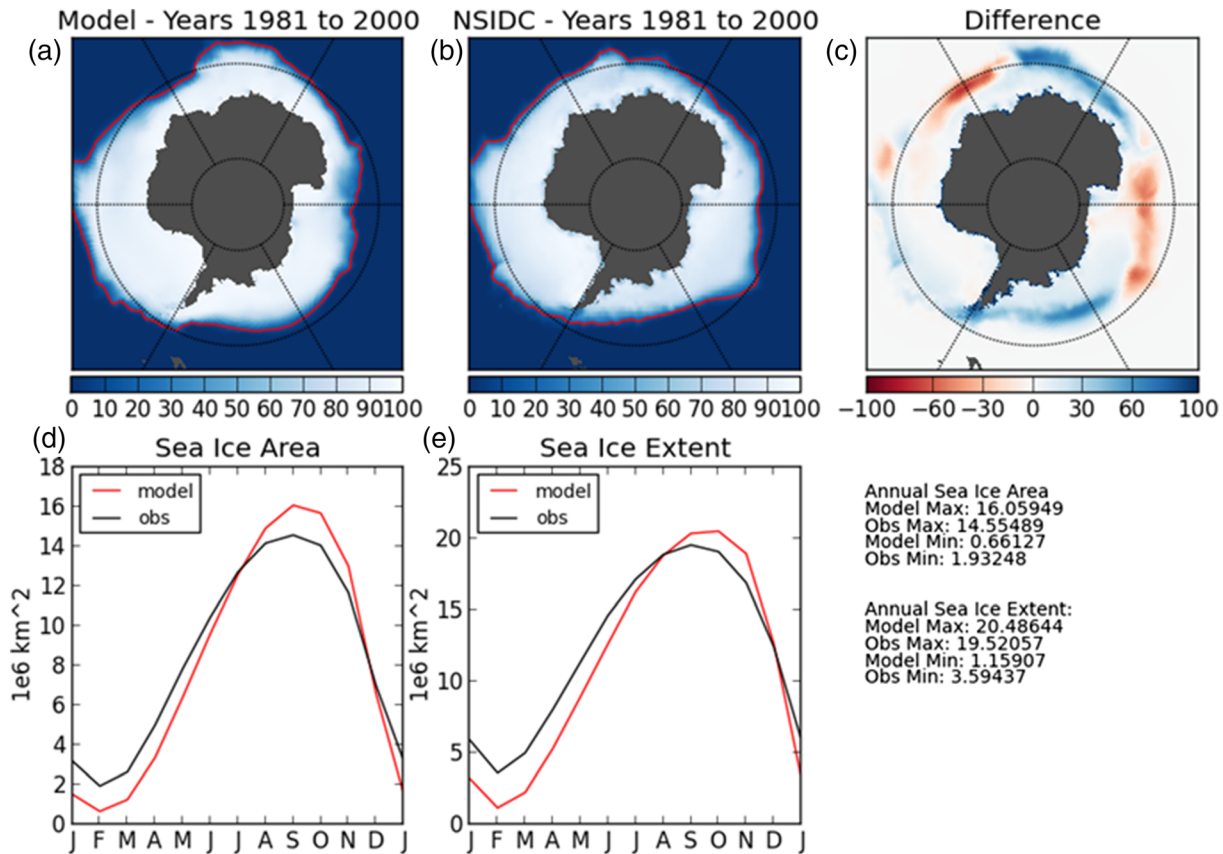 Model - Years 1981 to 2000
NSIDC - Years 1981 to 2000
Difference
(a)
(b)
(c)
0 10 20 30 40 50 60 70 80 90100
0 10 20 30 40 50 60 70 80 90100
−100 −60 −30 0 30 60 100
(d)
Sea Ice Area
18
16
14
12
10
8
6
4
2
0
1e6 km^2
model
obs
J F M A M J J A S O N D J
(e)
Sea Ice Extent
25
20
15
10
5
0
1e6 km^2
model
obs
J F M A M J J A S O N D J
Annual Sea Ice Area
Model Max: 16.05949
Obs Max: 14.55489
Model Min: 0.66127
Obs Min: 1.93248
Annual Sea Ice Extent:
Model Max: 20.48644
Obs Max: 19.52057
Model Min: 1.15907
Obs Min: 3.59437